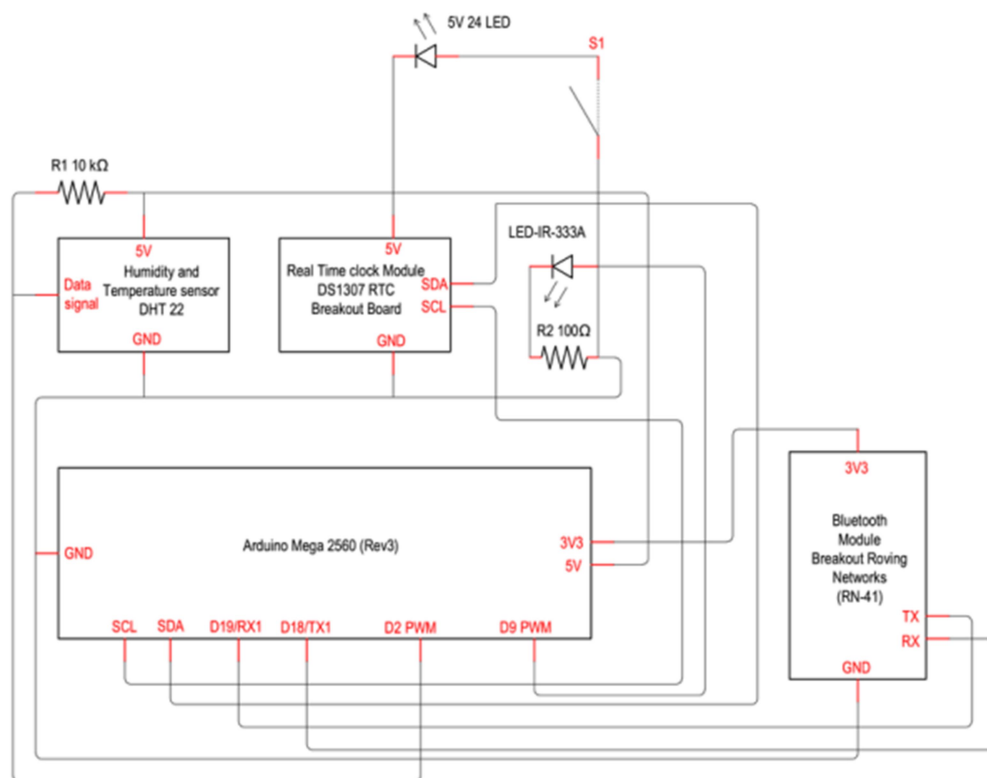 5V 24 LED
S1
R1 10 kΩ
5V
Humidity and
Temperature sensor
DHT 22
Data
signal
GND
5V
Real Time clock Module
DS1307 RTC
Breakout Board
SDA
SCL
GND
LED-IR-333A
R2 100Ω
Arduino Mega 2560 (Rev3)
GND
3V3
5V
SCL
SDA
D19/RX1
D18/TX1
D2 PWM
D9 PWM
3V3
Bluetooth
Module
Breakout Roving
Networks
(RN-41)
TX
RX
GND